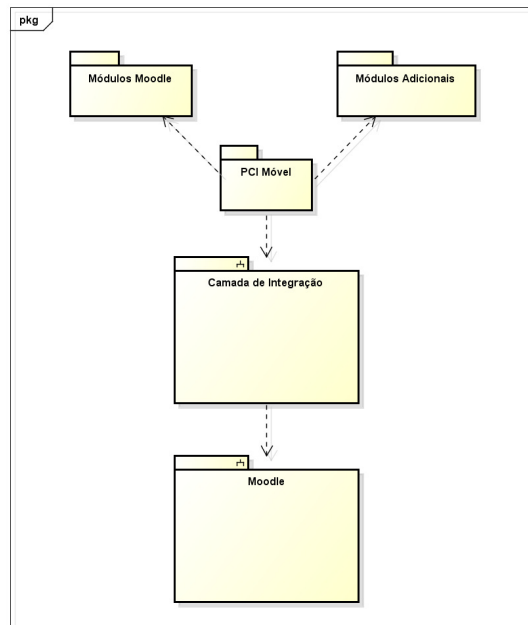 pkg
Módulos Moodle
Módulos Adicionais
PCI Móvel
Camada de Integração
Moodle